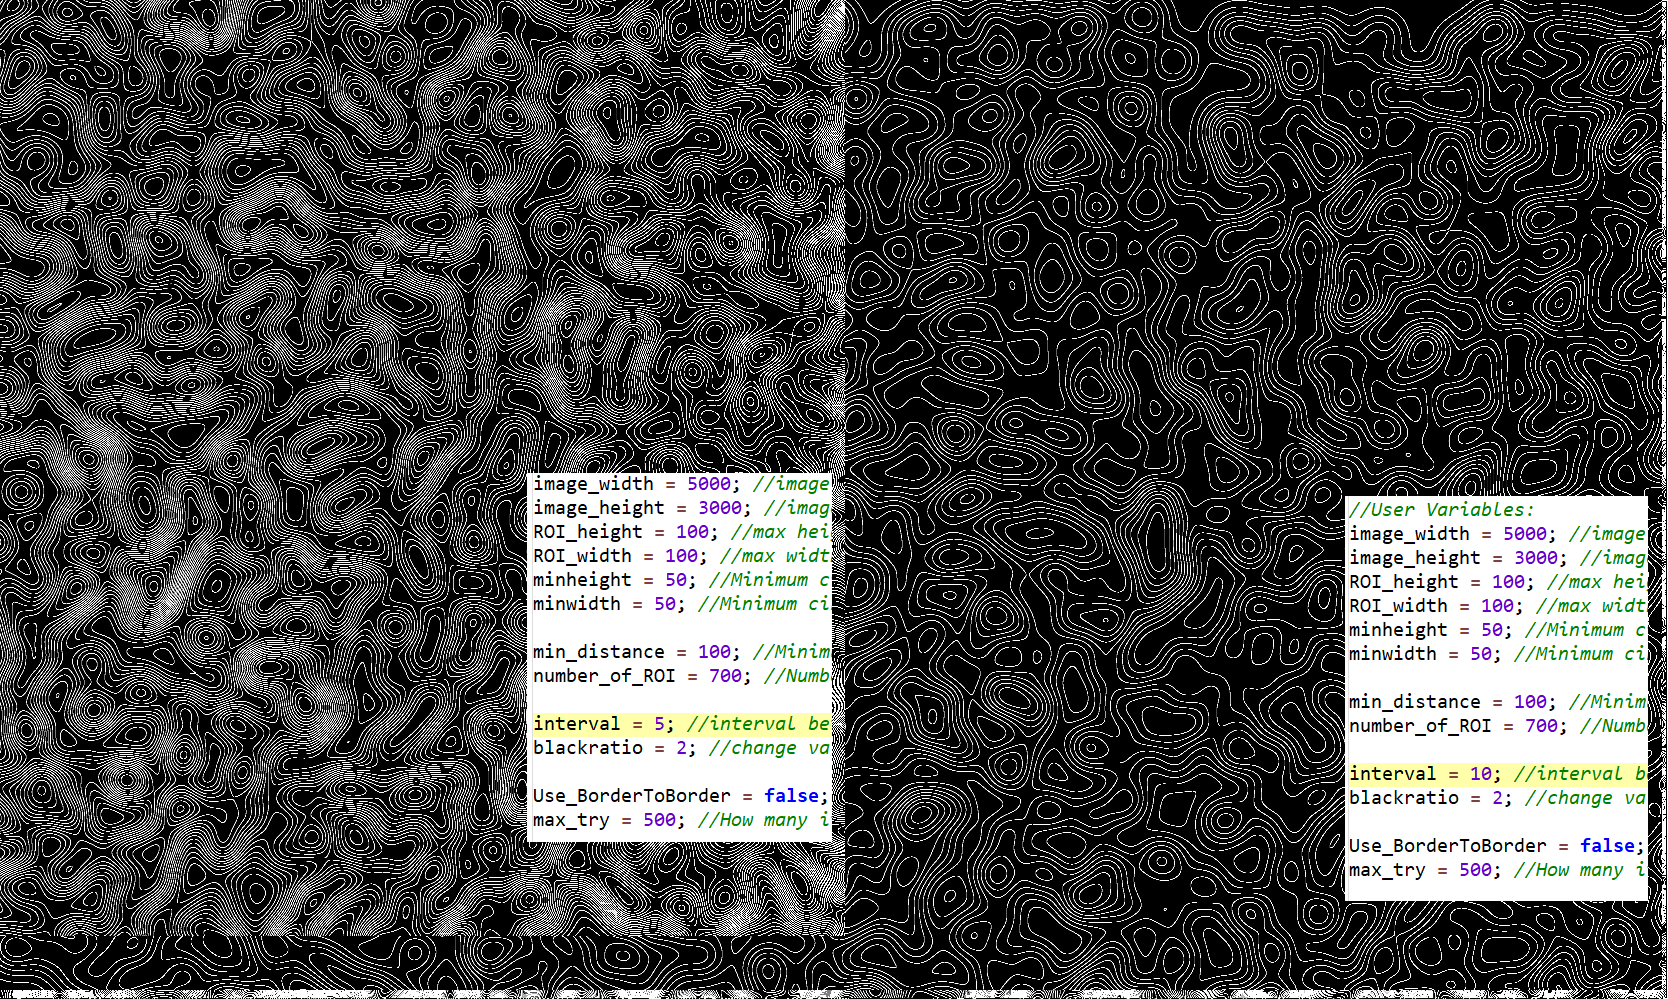 image_width = 5000; //image
image_height = 3000; //imag
ROI_height = 100; //max hei
ROI_width = 100; //max widt
minheight = 50; //Minimum c
minwidth = 50; //Minimum ci
min_distance = 100; //Minim
number_of_ROI = 700; //Numb
interval = 5; //interval be
blackratio = 2; //change va
Use_BorderToBorder = false;
max_try = 500; //How many i
//User Variables:
image_width = 5000; //image
image_height = 3000; //imag
ROI_height = 100; //max hei
ROI_width = 100; //max widt
minheight = 50; //Minimum c
minwidth = 50; //Minimum ci
min_distance = 100; //Minim
number_of_ROI = 700; //Numb
interval = 10; //interval b
blackratio = 2; //change va
Use_BorderToBorder = false;
max_try = 500; //How many i